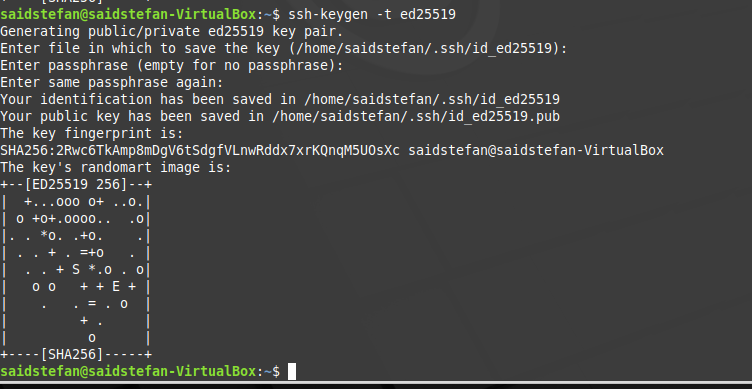 saidstefan@saidstefan-VirtualBox:~$ ssh-keygen -t ed25519
Generating public/private ed25519 key pair.
Enter file in which to save the key (/home/saidstefan/.ssh/id_ed25519):
Enter passphrase (empty for no passphrase):
Enter same passphrase again:
Your identification has been saved in /home/saidstefan/.ssh/id_ed25519
Your public key has been saved in /home/saidstefan/.ssh/id_ed25519.pub
The key fingerprint is:
SHA256:2Rwc6TkAmp8mDgV6tSdgfVLnwRddx7xrKQnqM5UOsXc saidstefan@saidstefan-VirtualBox
The key's randomart image is:
+--[ED25519 256]--+
|  +...ooo o+ ..o.|
| o +o+.oooo..  .o|
|. . *o. .+o.    .|
| . . + . =+o   . |
|  . . + S *.o . o|
|   o o   + + E + |
|    .   . = . o  |
|         + .     |
|          o      |
+----[SHA256]-----+
saidstefan@saidstefan-VirtualBox:~$